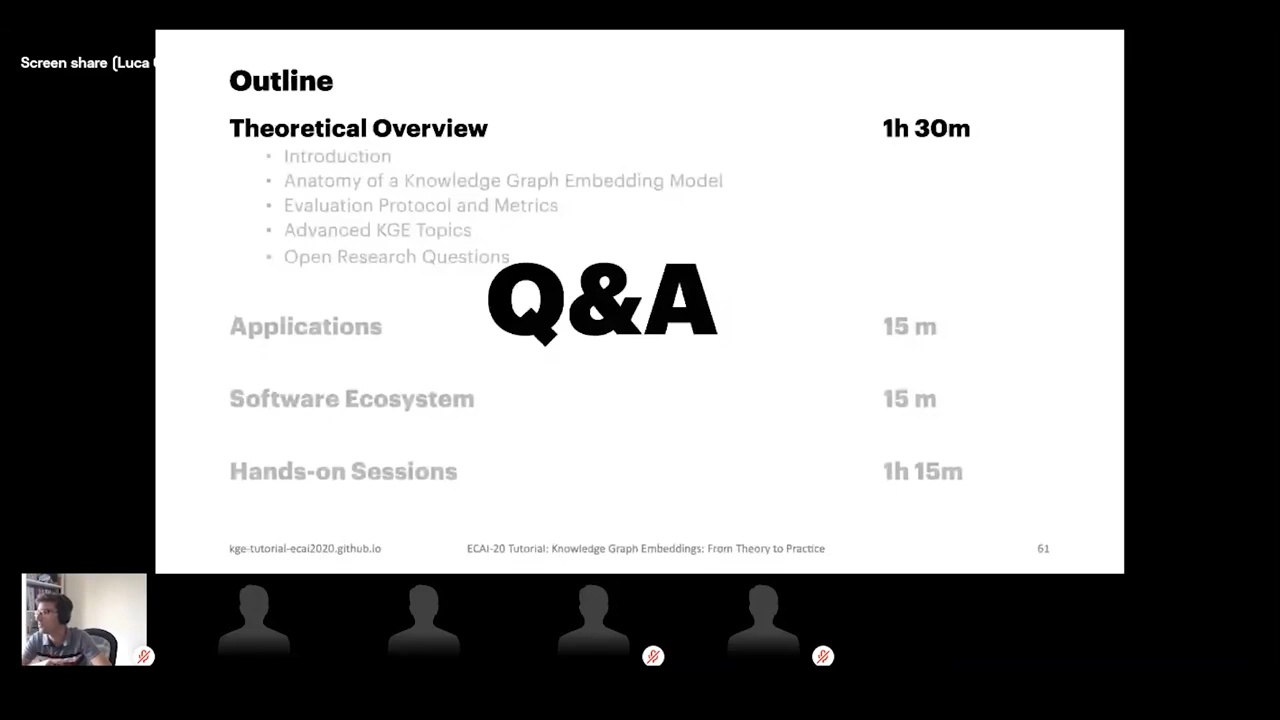 Screen share (Luca
Outline
Theoretical Overview 1h 30m
▪ Introduction
▪ Anatomy of a Knowledge Graph Embedding Model
▪ Evaluation Protocol and Metrics
▪ Advanced KGE Topics
▪ Open Research Questions
Q&A
Applications 15 m
Software Ecosystem 15 m
Hands-on Sessions 1h 15m
kge-tutorial-ecai2020.github.io ECAI-20 Tutorial: Knowledge Graph Embeddings: From Theory to Practice 61